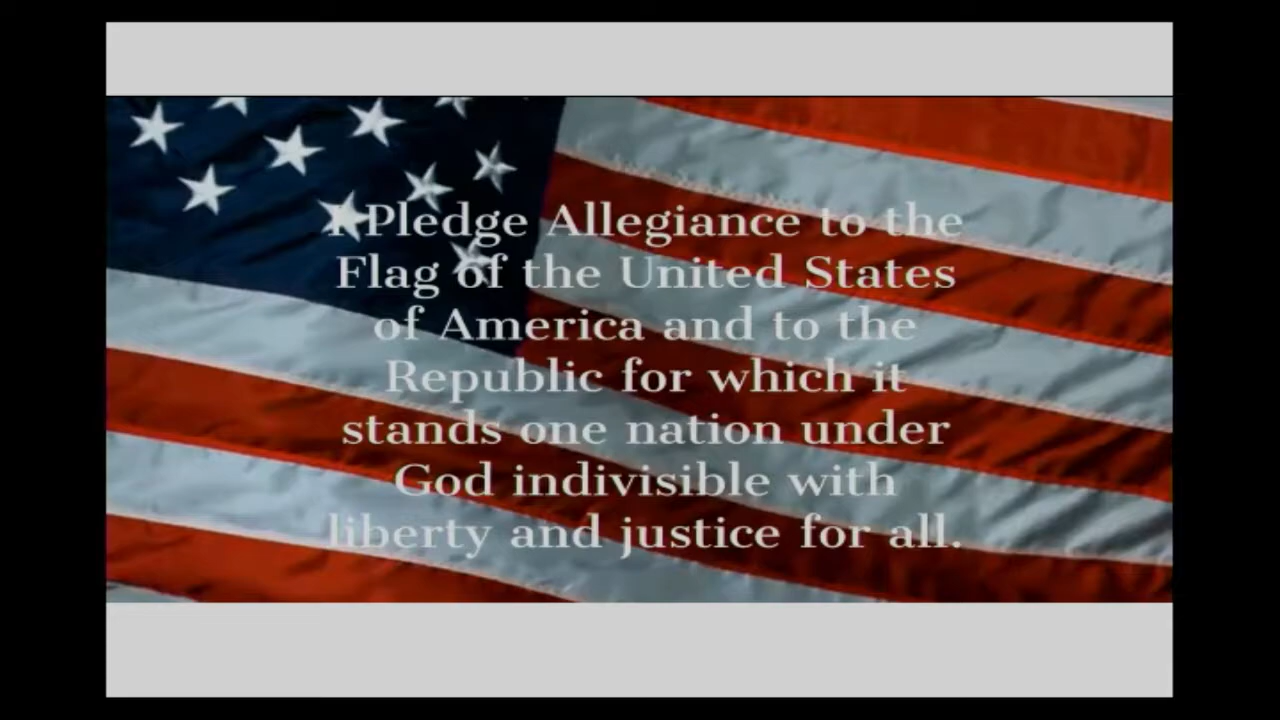 I Pledge Allegiance to the
Flag of the United States
of America and to the
Republic for which it
stands one nation under
God indivisible with
liberty and justice for all.